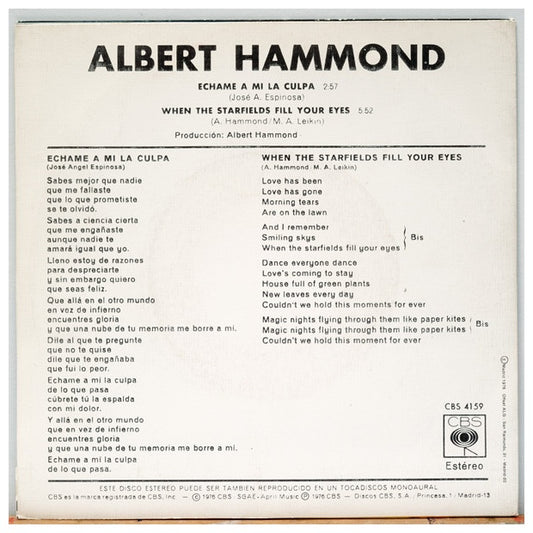 ALBERT HAMMOND
ECHAME A MI LA CULPA 2:57
(José A. Espinosa)
WHEN THE STARFIELDS FILL YOUR EYES 5:52
(A. Hammond/M. A. Leikin)
Producción: Albert Hammond
ECHAME A MI LA CULPA
(José Angel Espinosa)
Sabes mejor que nadie
que me fallaste
que lo que prometiste
se te olvidó.
Sabes a ciencia cierta
que me engañaste
aunque nadie te
amará igual que yo.
Lleno estoy de razones
para despreciarte
y sin embargo quiero
que seas feliz.
Que allá en el otro mundo
en vez de infierno
encuentres gloria
y que una nube de tu memoria me borre a mí.
Dile al que te pregunte
que no te quise
dile que te engañaba
que fui lo peor.
Echame a mi la culpa
de lo que pasa
cúbrete tú la espalda
con mi dolor.
Y allá en el otro mundo
que en vez de infierno
encuentres gloria
y que una nube de tu memoria me borre a mí.
Echame a mi la culpa
de lo que pasa.
WHEN THE STARFIELDS FILL YOUR EYES
(A. Hammond, M. A. Leikin)
Love has been
Love has gone
Morning tears
Are on the lawn
And I remember
Smiling skys
When the starfields fill your eyes
Bis
Dance everyone dance
Love's coming to stay
House full of green plants
New leaves every day
Couldn't we hold this moments for ever
Magic nights flying through them like paper kites
Magic nights flying through them like paper kites
Bis
Couldn't we hold this moment for ever
CBS 4159
CBS
Estéreo
ESTE DISCO ESTEREO PUEDE SER TAMBIEN REPRODUCIDO EN UN TOCADISCOS MONOAURAL
CBS es la marca registrada de CBS, Inc. — © 1976 CBS - SGAE-April Music Ⓟ 1976 CBS — Discos CBS, S.A., Princesa, 1 - Madrid-13